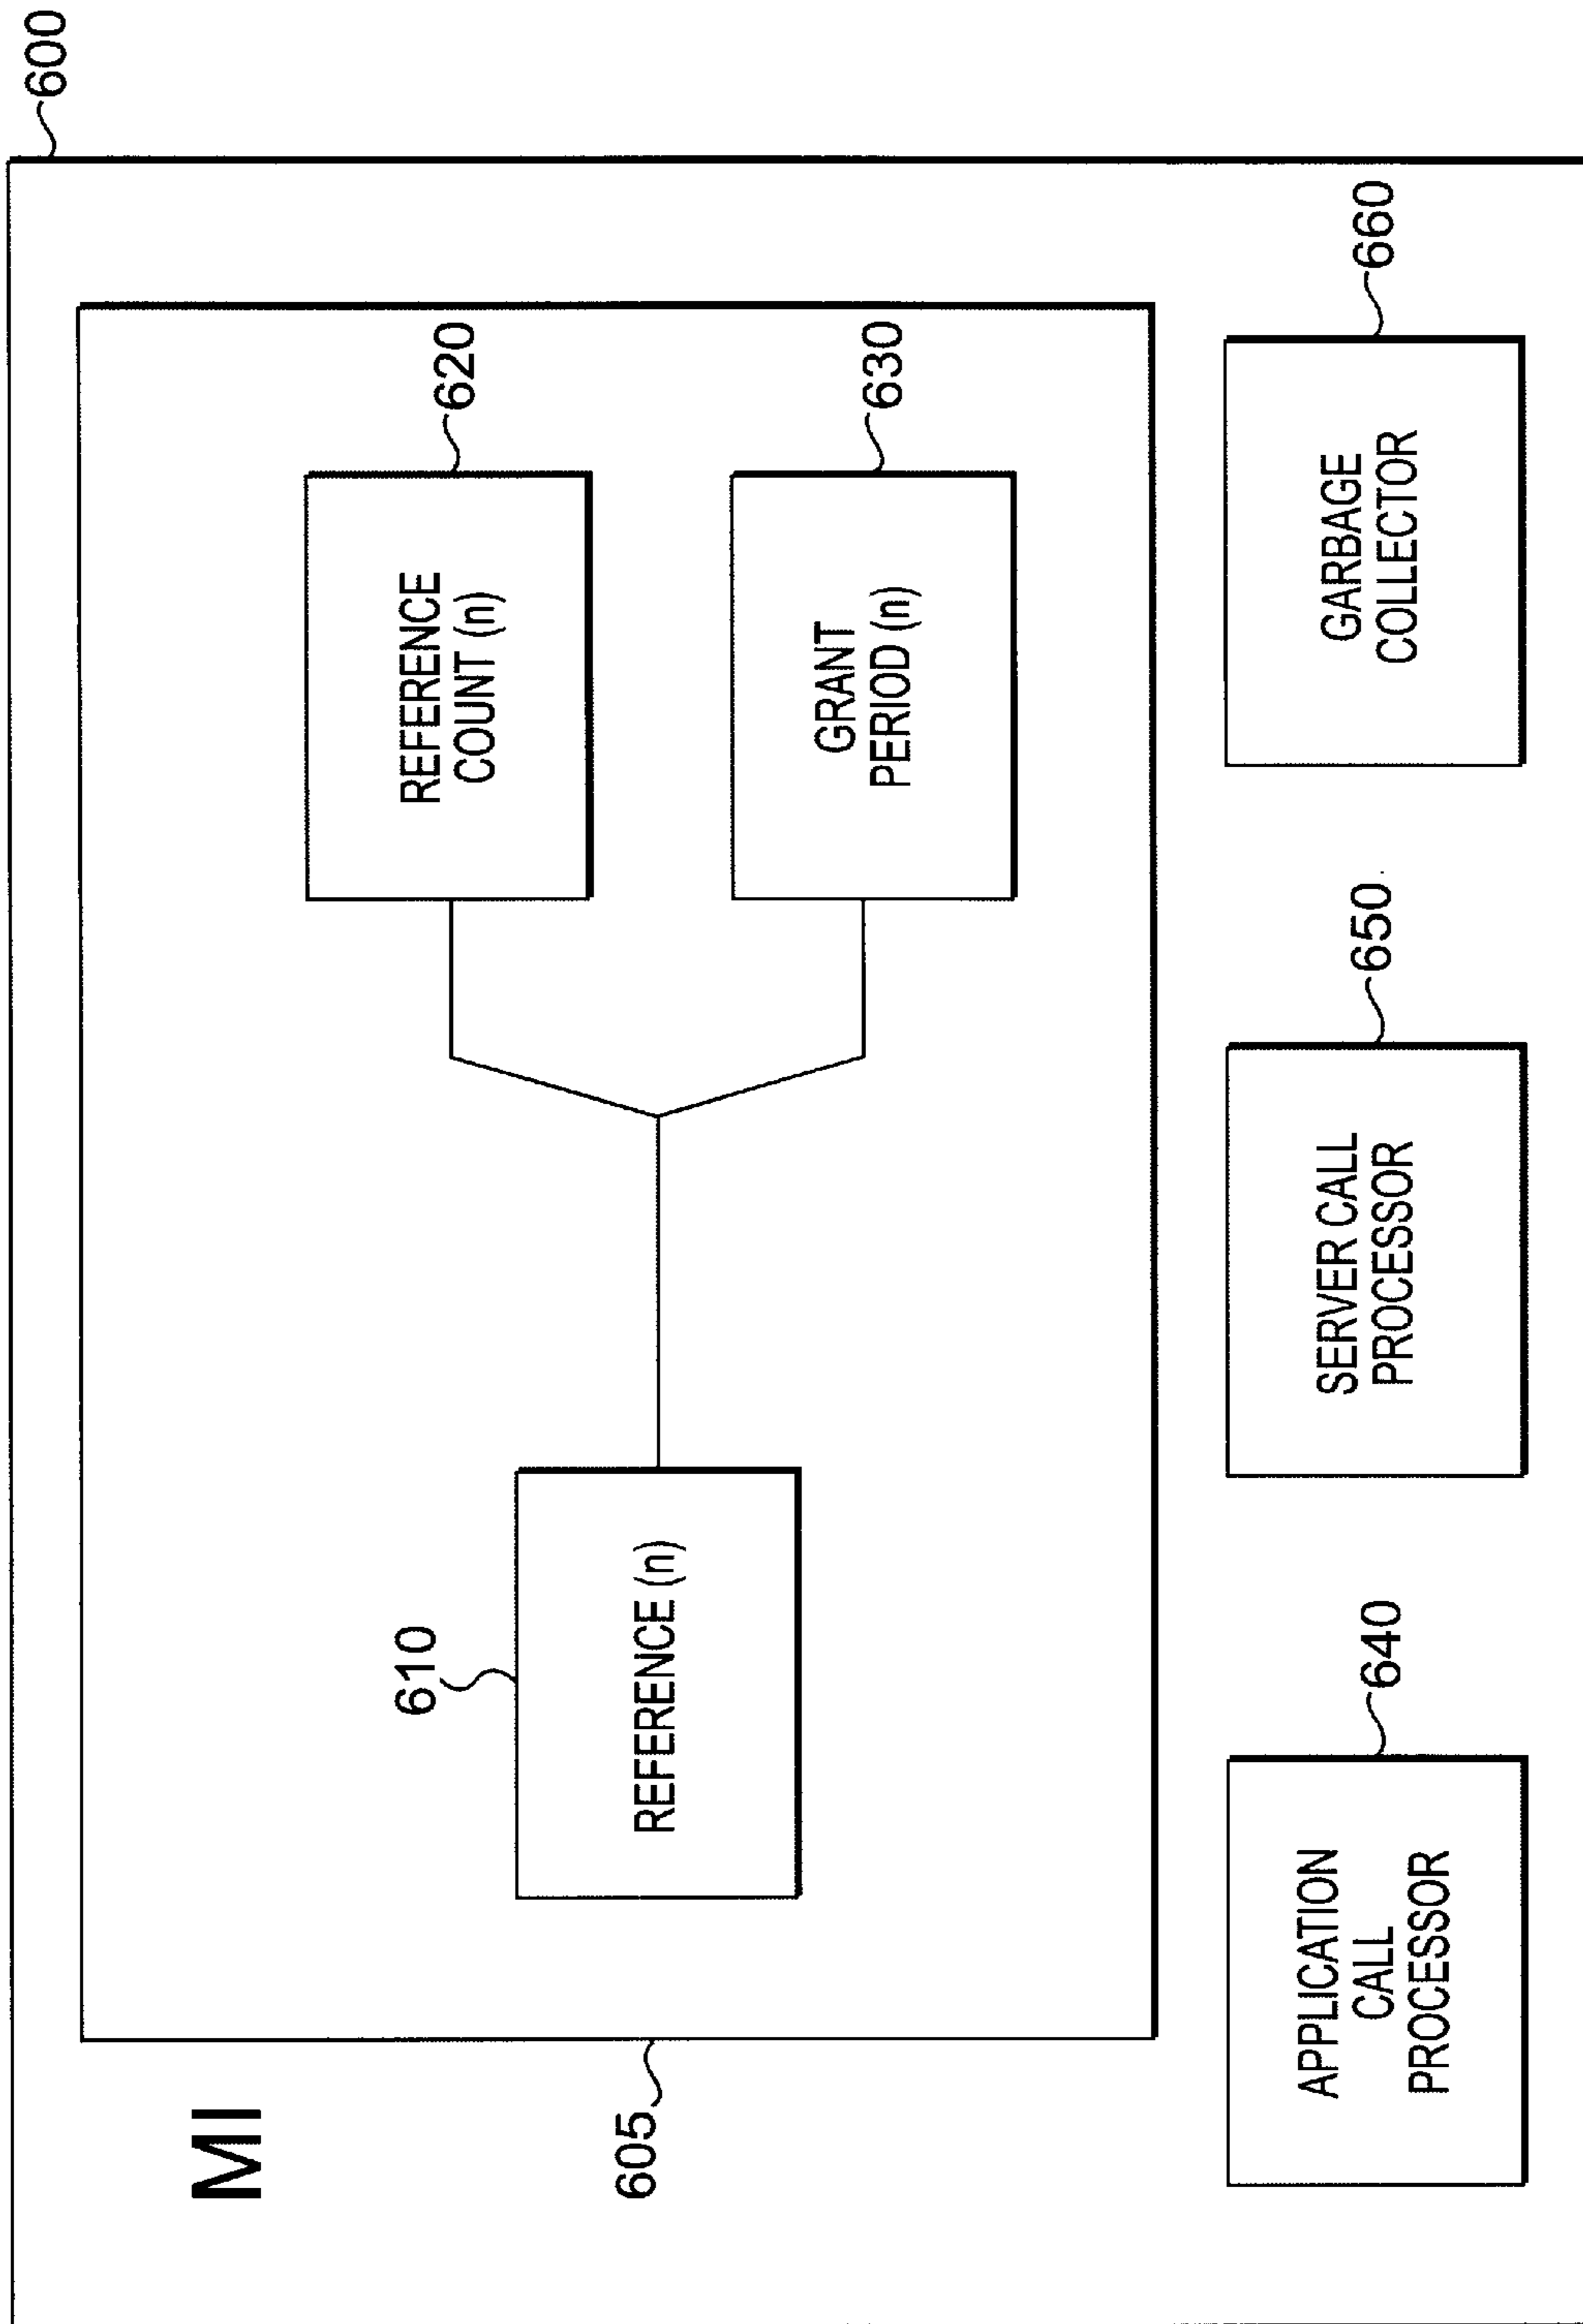 600
MI
605
610
REFERENCE (n)
620
REFERENCE
COUNT (n)
630
GRANT
PERIOD (n)
640
APPLICATION
CALL
PROCESSOR
650
SERVER CALL
PROCESSOR
660
GARBAGE
COLLECTOR